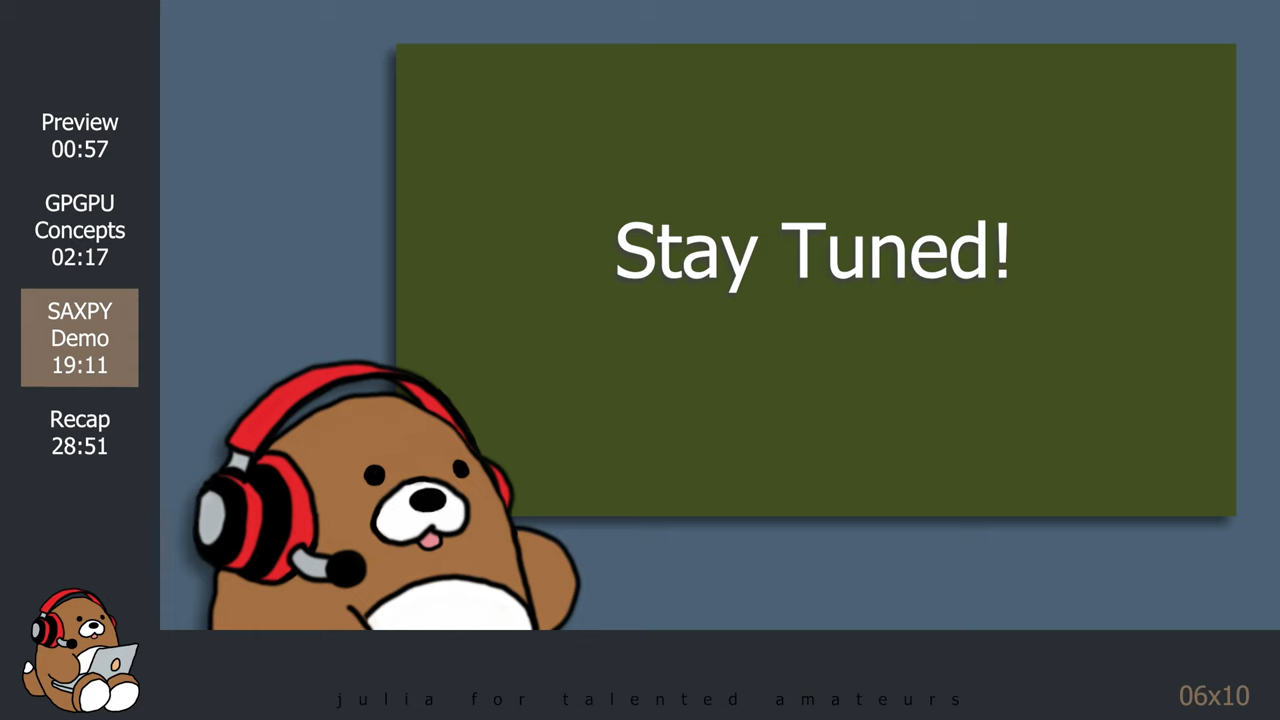 Preview
00:57
GPGPU
Concepts
02:17
SAXPY
Demo
19:11
Recap
28:51
Stay Tuned!
julia for talented amateurs
06x10